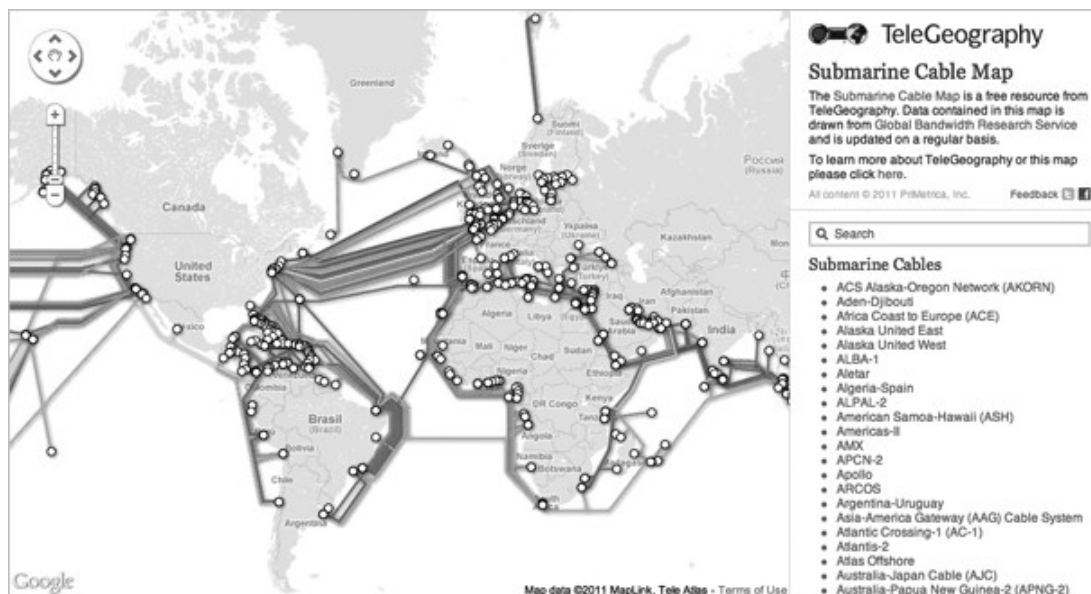 Greenland
Suomi
(Finland)
Sverige
(Sweden)
Norge
Россия
(Russia)
Canada
United
States
Україна
(Ukraine)
Kazakhstan
Türkiye
(Turkey)
Afghanistan
Iraq
Iran
Pakistan
Algeria
Libya
Saudi
Arabia
India
Mali
Niger
Chad
Sudan
Nigeria
Ethiopia
Kenya
DR Congo
Angola
Namibia
Botswana
Brasil
(Brazil)
Bolivia
Chile
Argentina
Google
Map data ©2011 MapLink, Tele Atlas - Terms of Use
TeleGeography
Submarine Cable Map
The Submarine Cable Map is a free resource from
TeleGeography. Data contained in this map is
drawn from Global Bandwidth Research Service
and is updated on a regular basis.
To learn more about TeleGeography or this map
please click here.
All content © 2011 PriMetrica, Inc. Feedback
Search
Submarine Cables
ACS Alaska-Oregon Network (AKORN)
Aden-Djibouti
Africa Coast to Europe (ACE)
Alaska United East
Alaska United West
ALBA-1
Aletar
Algeria-Spain
ALPAL-2
American Samoa-Hawaii (ASH)
Americas-II
AMX
APCN-2
Apollo
ARCOS
Argentina-Uruguay
Asia-America Gateway (AAG) Cable System
Atlantic Crossing-1 (AC-1)
Atlantis-2
Atlas Offshore
Australia-Japan Cable (AJC)
Australia-Papua New Guinea-2 (APNG-2)